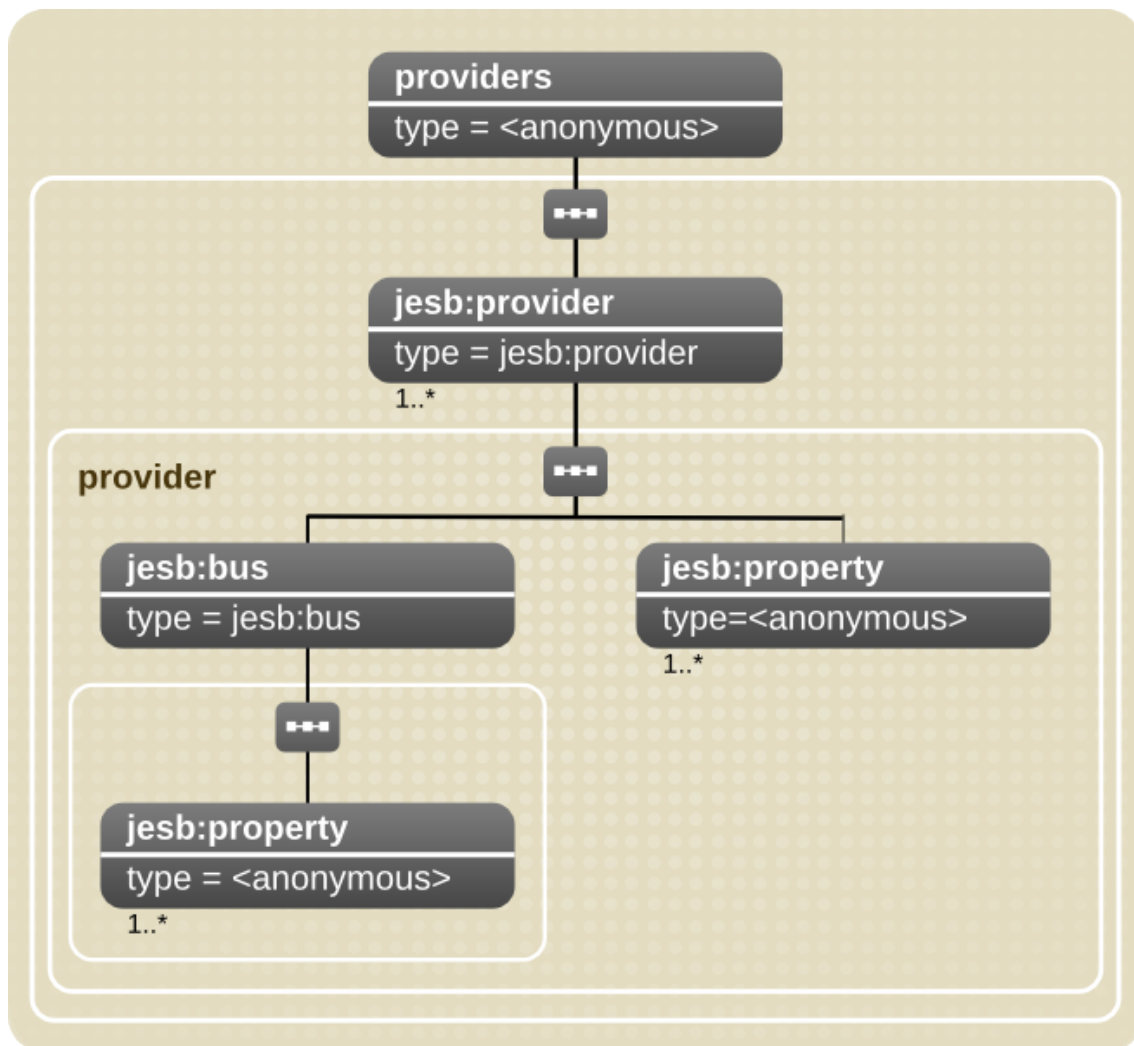 providers
type = <anonymous>
jesb:provider
type = jesb:provider
1..*
provider
jesb:bus
type = jesb:bus
jesb:property
type=<anonymous>
1..*
jesb:property
type = <anonymous>
1..*